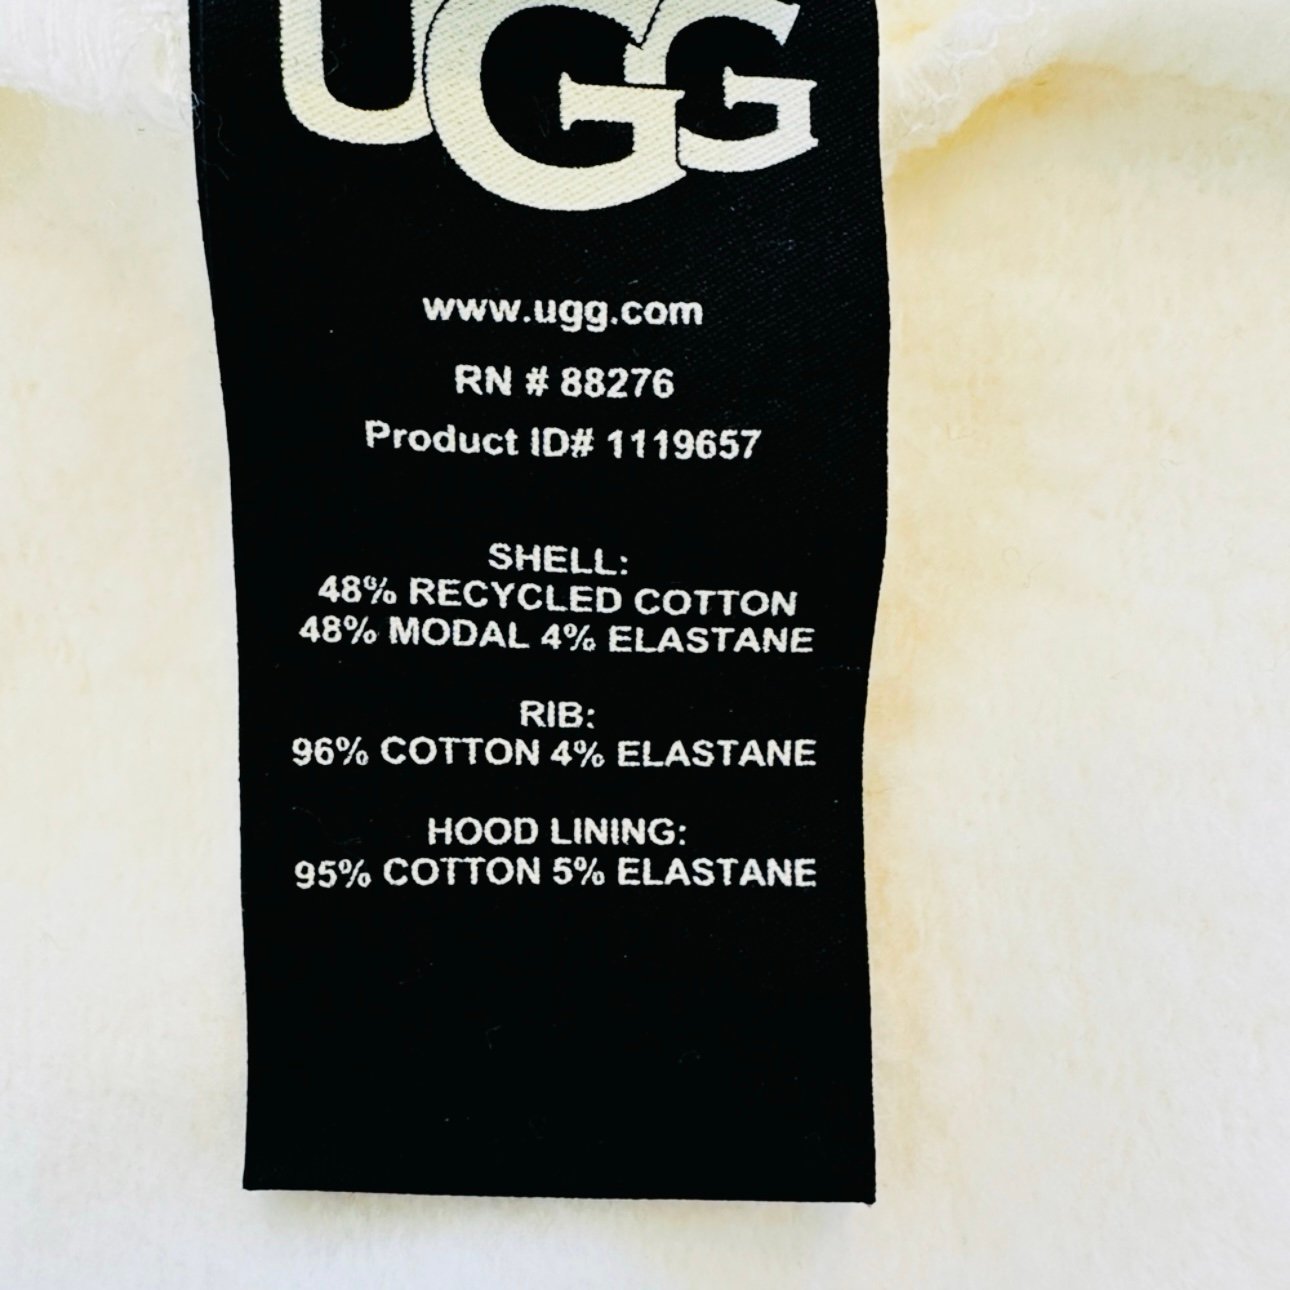 UGG
www.ugg.com
RN # 88276
Product ID# 1119657
SHELL:
48% RECYCLED COTTON
48% MODAL 4% ELASTANE
RIB:
96% COTTON 4% ELASTANE
HOOD LINING:
95% COTTON 5% ELASTANE